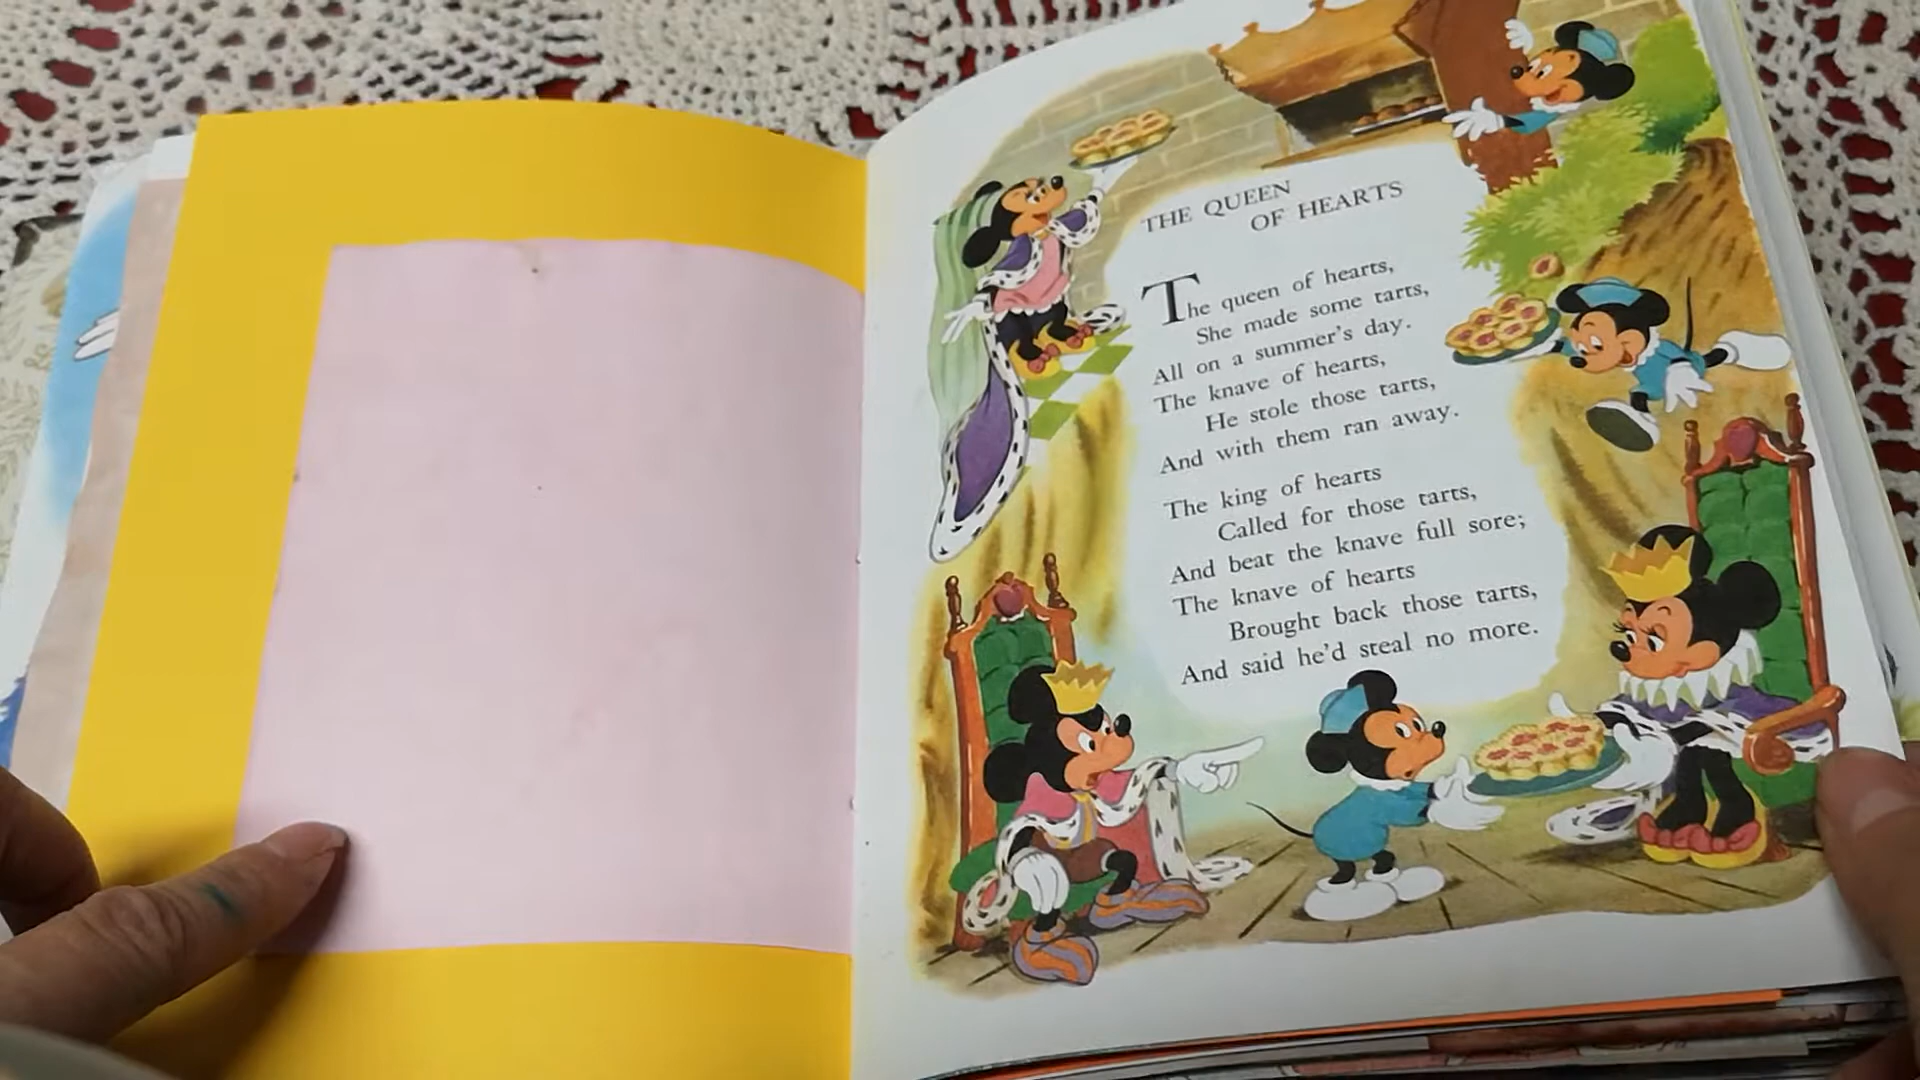 THE QUEEN
OF HEARTS
The queen of hearts,
She made some tarts,
All on a summer's day.
The knave of hearts,
He stole those tarts,
And with them ran away.
The king of hearts
Called for those tarts,
And beat the knave full sore;
The knave of hearts
Brought back those tarts,
And said he'd steal no more.